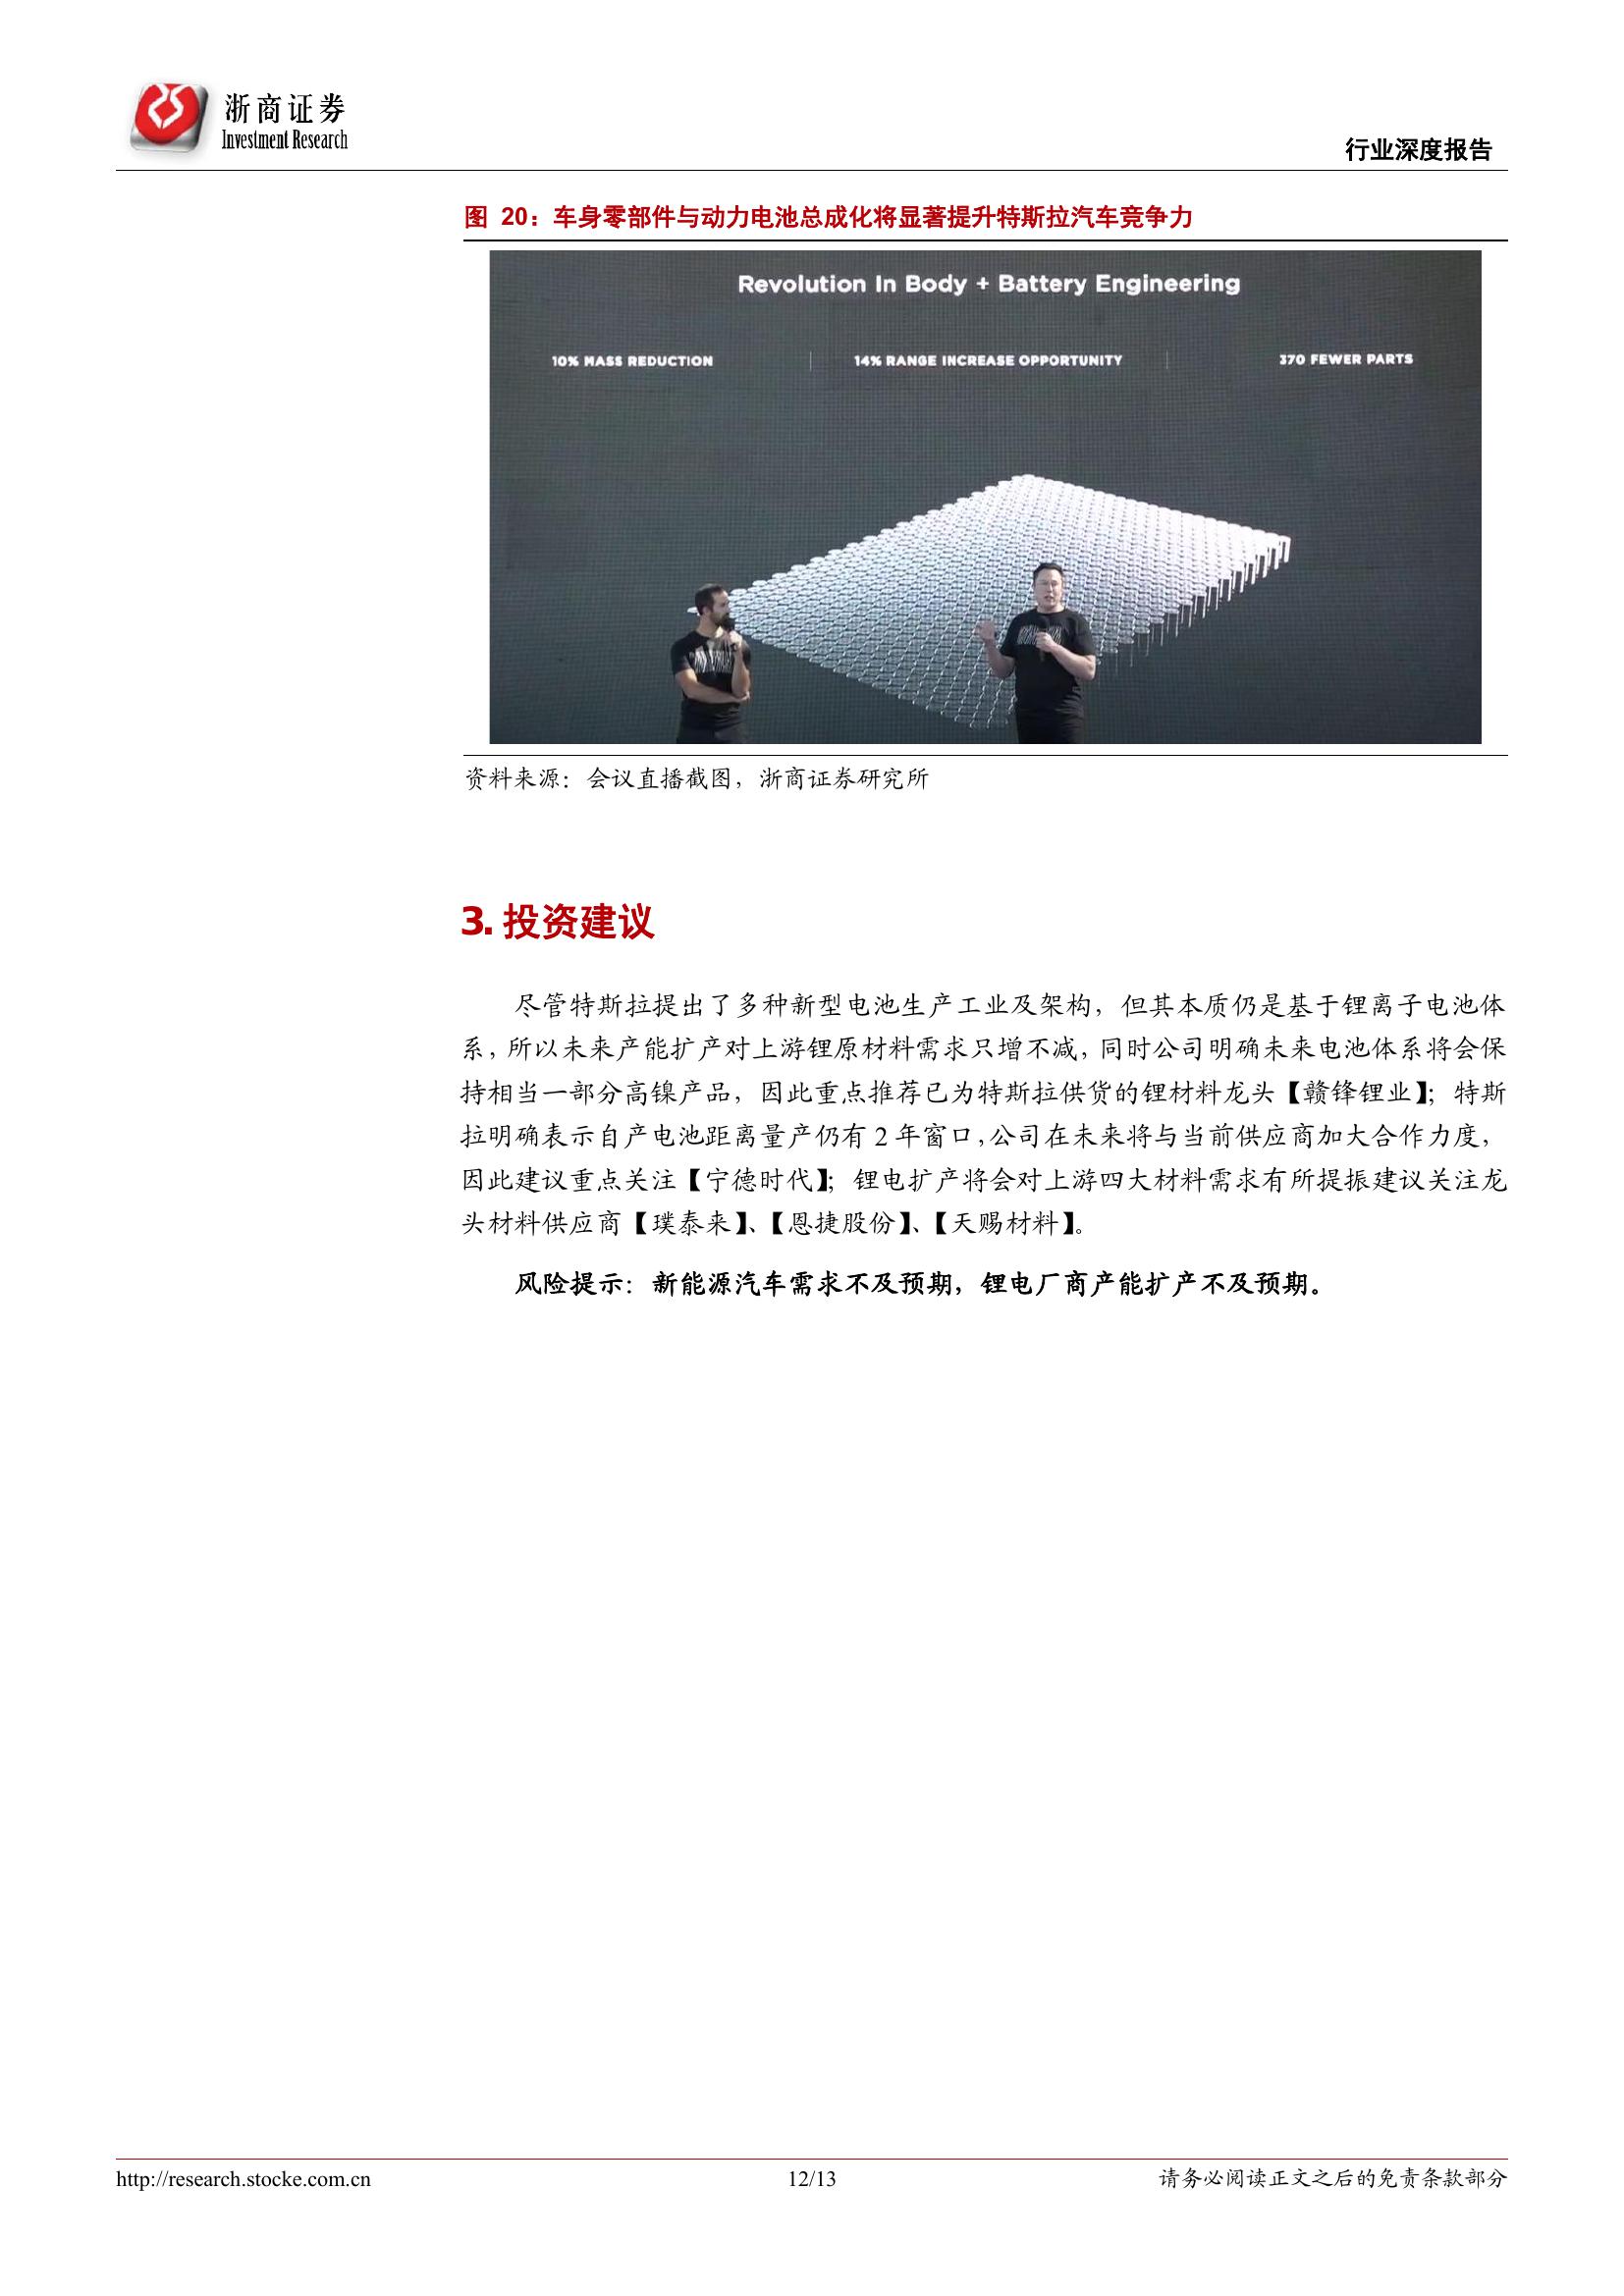 浙商证券
Investment Research
行业深度报告
图 20：车身零部件与动力电池总成化将显著提升特斯拉汽车竞争力
Revolution In Body + Battery Engineering
10% MASS REDUCTION
14% RANGE INCREASE OPPORTUNITY
370 FEWER PARTS
资料来源：会议直播截图，浙商证券研究所
3. 投资建议
尽管特斯拉提出了多种新型电池生产工业及架构，但其本质仍是基于锂离子电池体
系，所以未来产能扩产对上游锂原材料需求只增不减，同时公司明确未来电池体系将会保
持相当一部分高镍产品，因此重点推荐已为特斯拉供货的锂材料龙头【赣锋锂业】；特斯
拉明确表示自产电池距离量产仍有 2 年窗口，公司在未来将与当前供应商加大合作力度，
因此建议重点关注【宁德时代】；锂电扩产将会对上游四大材料需求有所提振建议关注龙
头材料供应商【璞泰来】、【恩捷股份】、【天赐材料】。
风险提示：新能源汽车需求不及预期，锂电厂商产能扩产不及预期。
http://research.stocke.com.cn
12/13
请务必阅读正文之后的免责条款部分